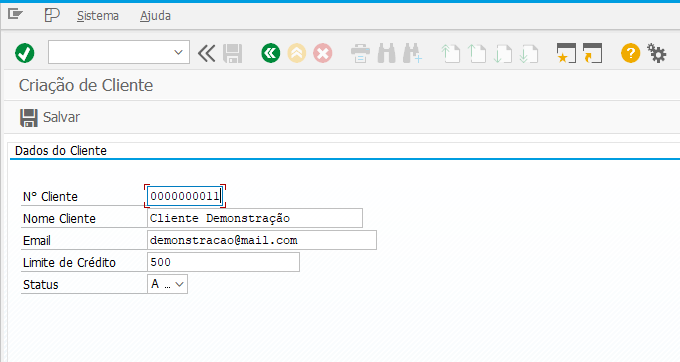 Sistema Ajuda
Criação de Cliente
Salvar
Dados do Cliente
Nº Cliente 0000000011
Nome Cliente Cliente Demonstração
Email demonstracao@mail.com
Limite de Crédito 500
Status A ...